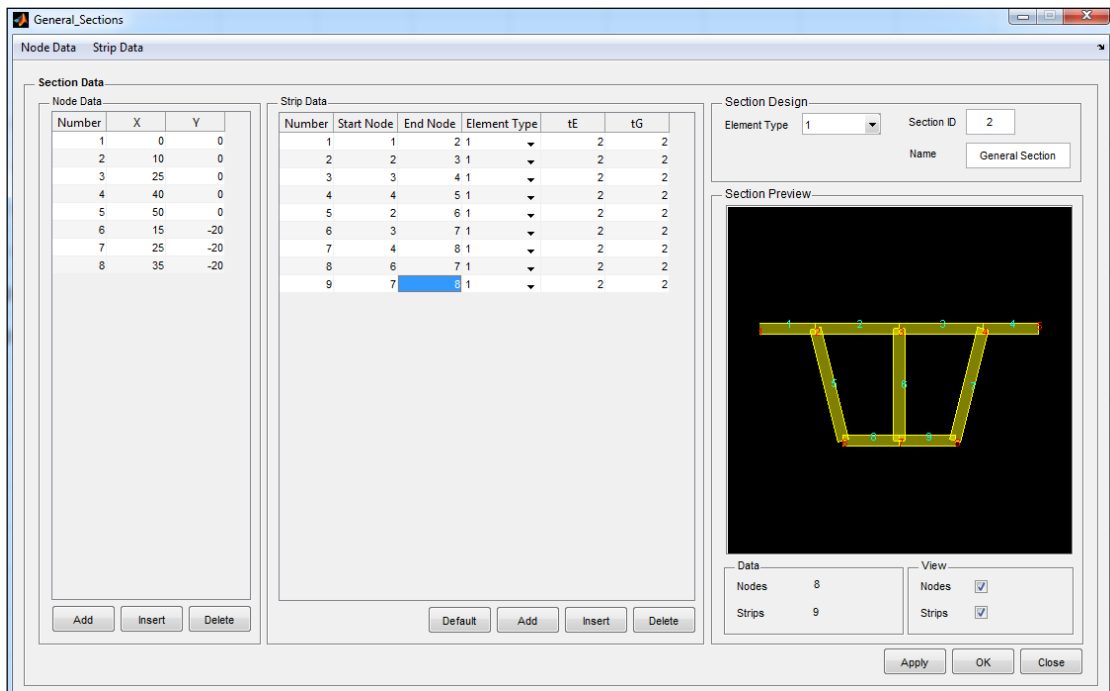 General_Sections
Node Data Strip Data
Section Data
Node Data
Number X Y
1 0 0
2 10 0
3 25 0
4 40 0
5 50 0
6 15 -20
7 25 -20
8 35 -20
Add Insert Delete
Strip Data
Number Start Node End Node Element Type tE tG
1 1 2 1 2 2
2 2 3 1 2 2
3 3 4 1 2 2
4 4 5 1 2 2
5 2 6 1 2 2
6 3 7 1 2 2
7 4 8 1 2 2
8 6 7 1 2 2
9 7 8 1 2 2
Default Add Insert Delete
Section Design
Element Type 1 Section ID 2
Name General Section
Section Preview
1 2 3 4
5 6 7
8 9
Data
Nodes 8
Strips 9
View
Nodes
Strips
Apply OK Close